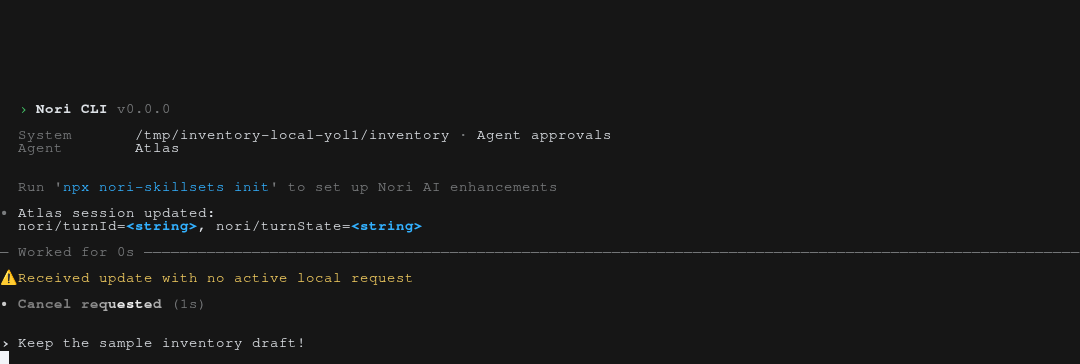 › Nori CLI v0.0.0
System /tmp/inventory-local-yol1/inventory · Agent approvals
Agent Atlas
Run 'npx nori-skillsets init' to set up Nori AI enhancements
• Atlas session updated:
nori/turnId=<string>, nori/turnState=<string>
─ Worked for 0s ─
⚠Received update with no active local request
• Cancel requested (1s)
› Keep the sample inventory draft!